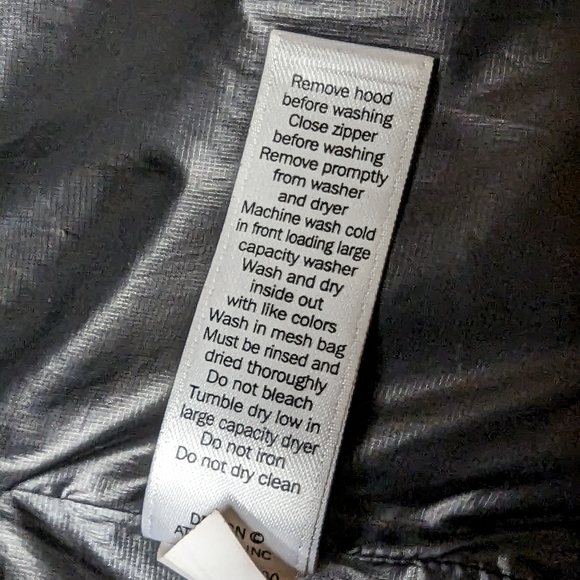 Remove hood
before washing
Close zipper
before washing
Remove promptly
from washer
and dryer
Machine wash cold
in front loading large
capacity washer
Wash and dry
inside out
with like colors
Wash in mesh bag
Must be rinsed and
dried thoroughly
Do not bleach
Tumble dry low in
large capacity dryer
Do not iron
Do not dry clean
©
INC